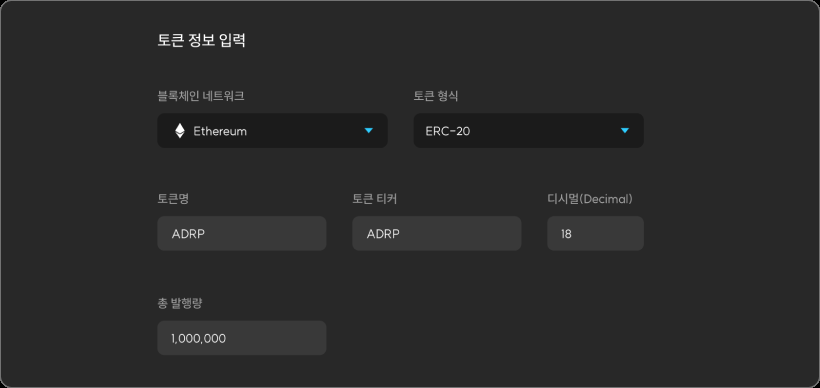 토큰 정보 입력
블록체인 네트워크 토큰 형식
Ethereum ERC-20
토큰명 토큰 티커 디시멀(Decimal)
ADRP ADRP 18
총 발행량
1,000,000